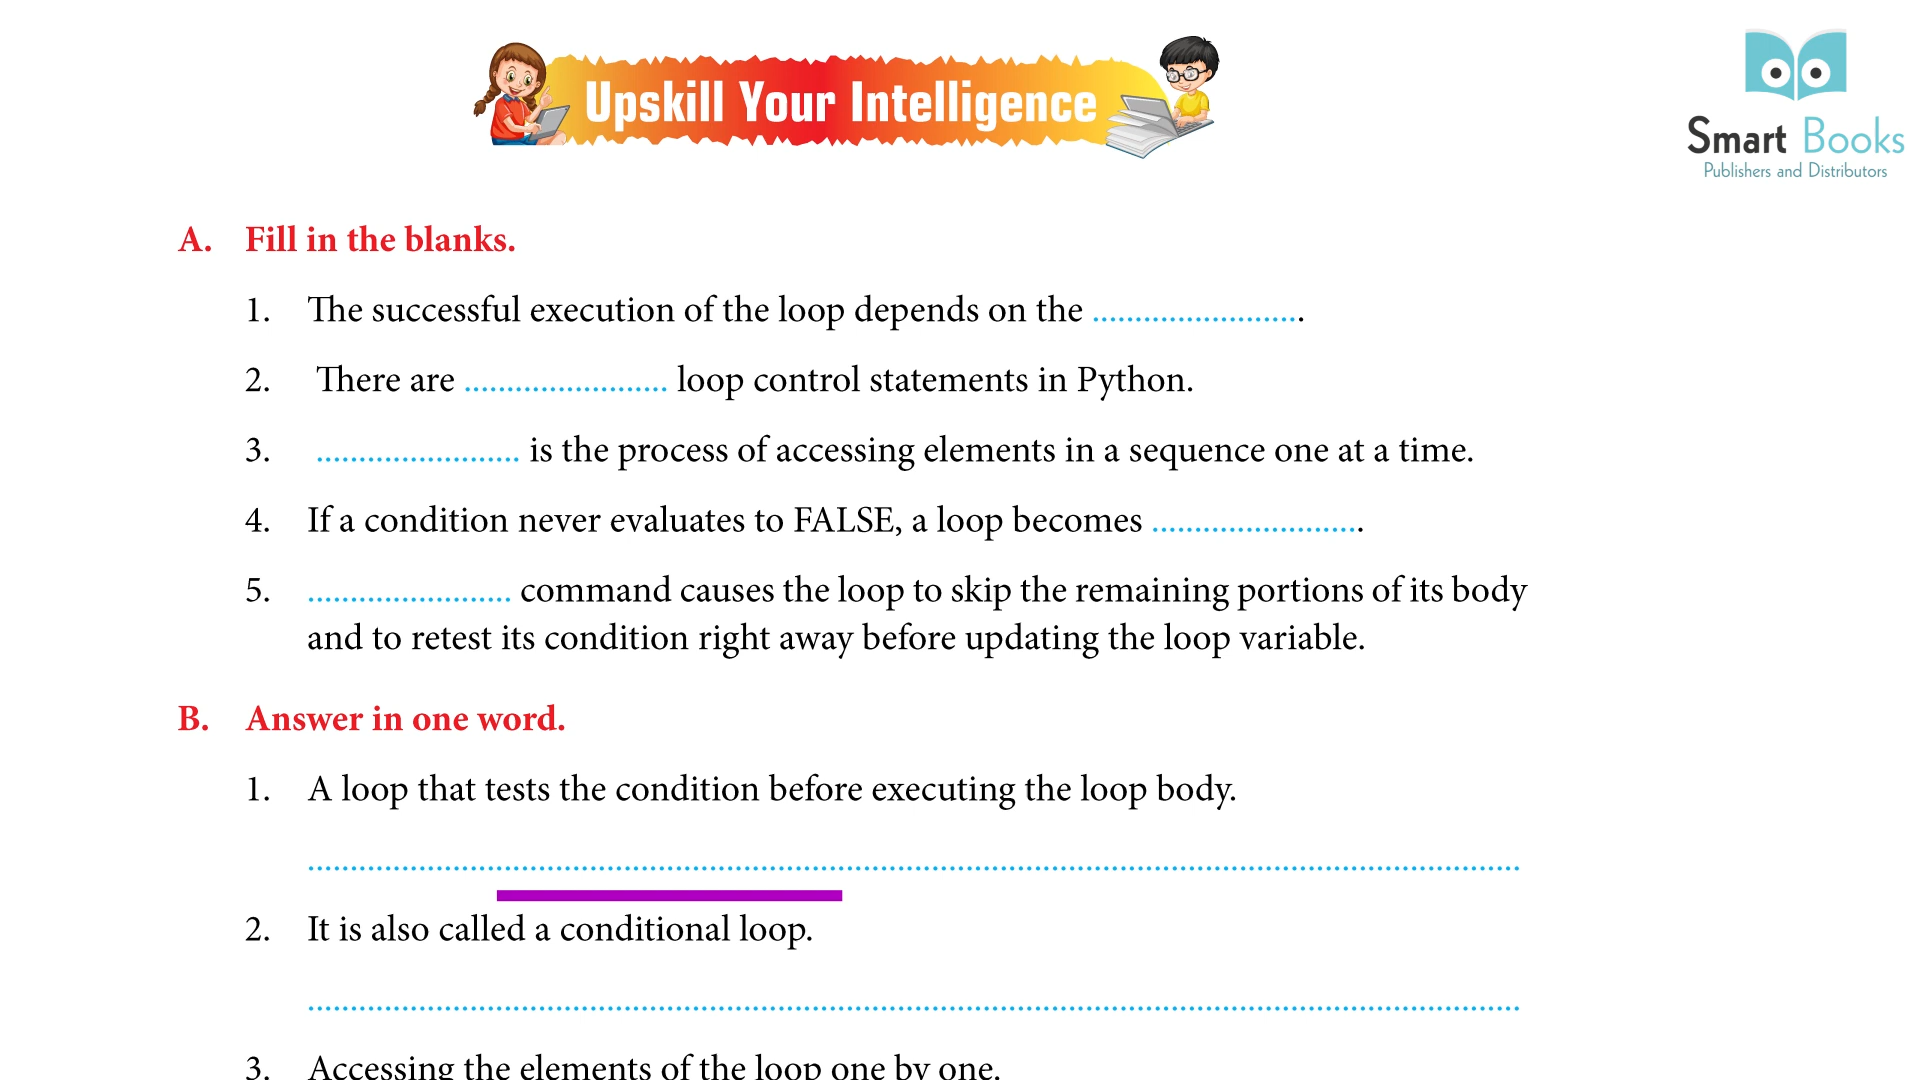 Upskill Your Intelligence
Smart Books
Publishers and Distributors
A. Fill in the blanks.
1. The successful execution of the loop depends on the ........................
2. There are ........................ loop control statements in Python.
3. ........................ is the process of accessing elements in a sequence one at a time.
4. If a condition never evaluates to FALSE, a loop becomes ........................
5. ........................ command causes the loop to skip the remaining portions of its body
and to retest its condition right away before updating the loop variable.
B. Answer in one word.
1. A loop that tests the condition before executing the loop body.
2. It is also called a conditional loop.
3. Accessing the elements of the loop one by one.